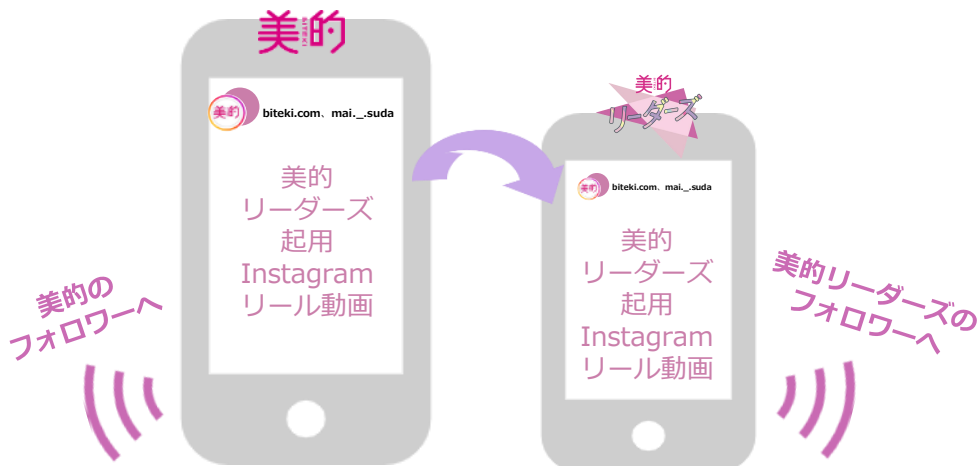 美的
BITEKI
美的
biteki.com、mai._.suda
美的
リーダーズ
起用
Instagram
リール動画
美的の
フォロワーへ
美的
リーダーズ
美的
biteki.com、mai._.suda
美的
リーダーズ
起用
Instagram
リール動画
美的リーダーズの
フォロワーへ